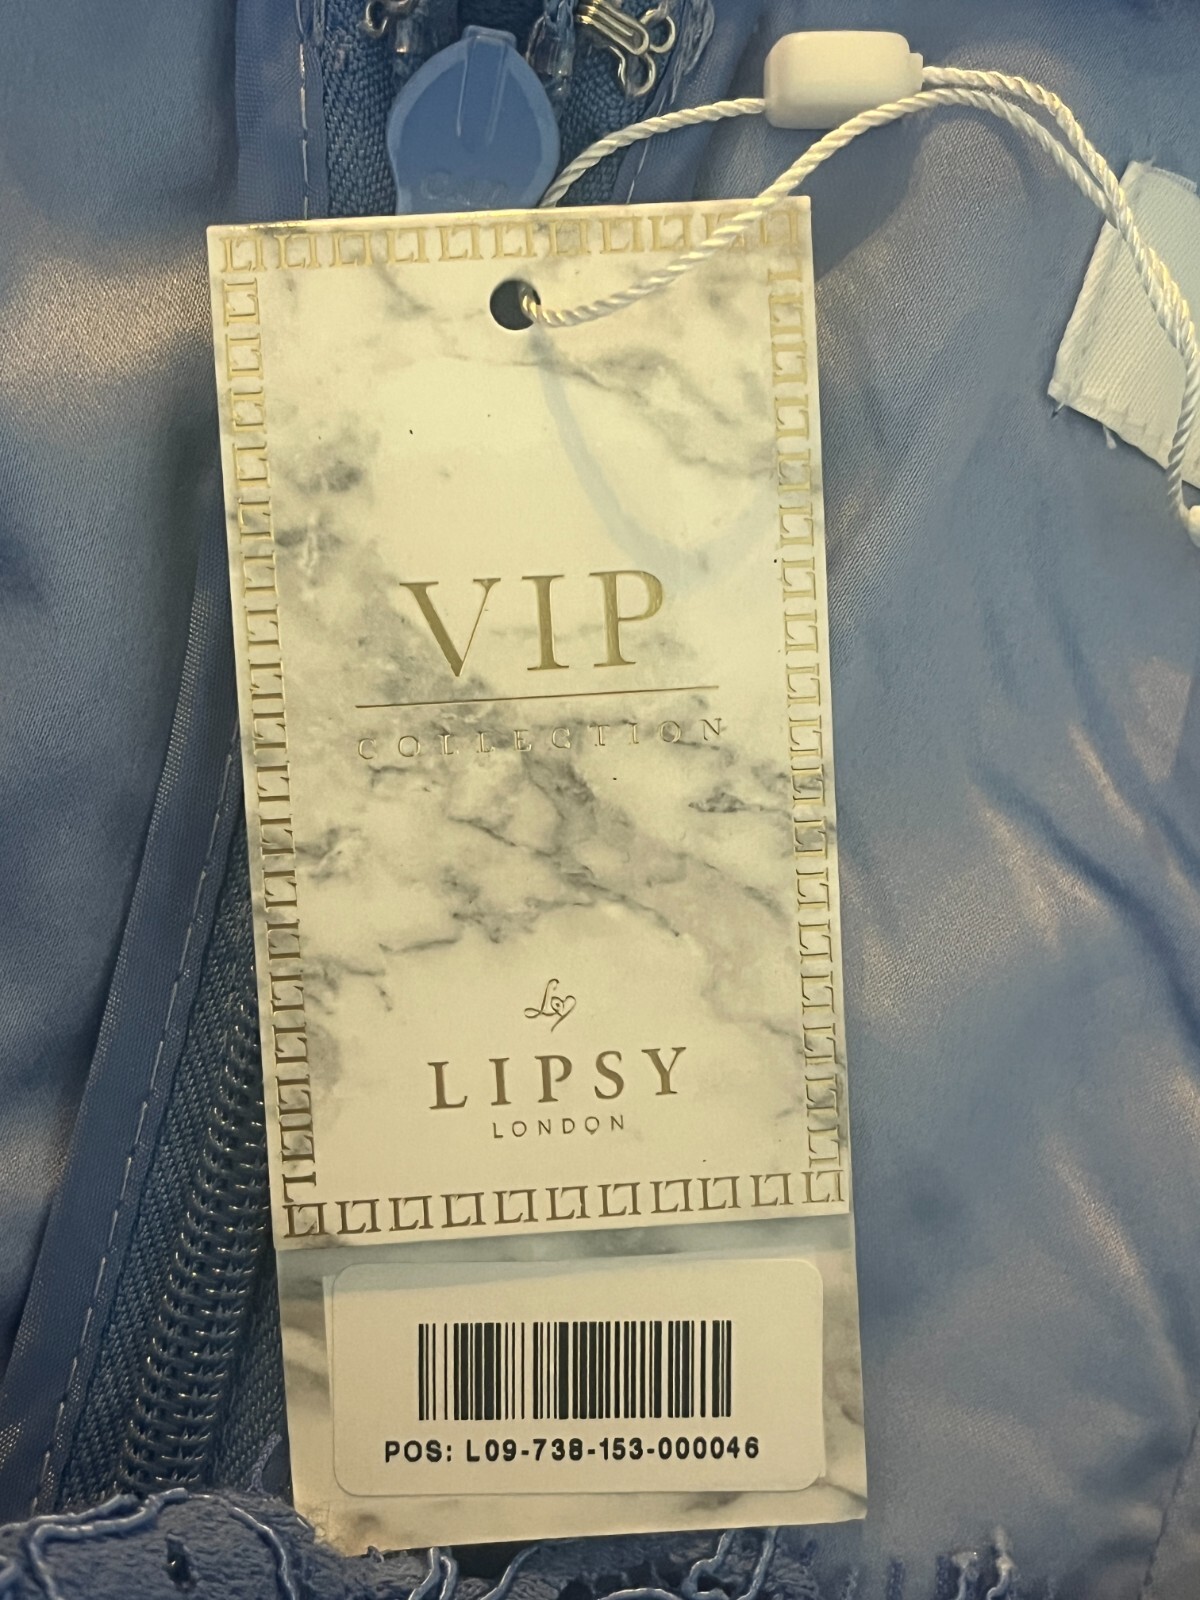 VIP
COLLECTION
LIPSY
LONDON
POS: L09-738-153-000046